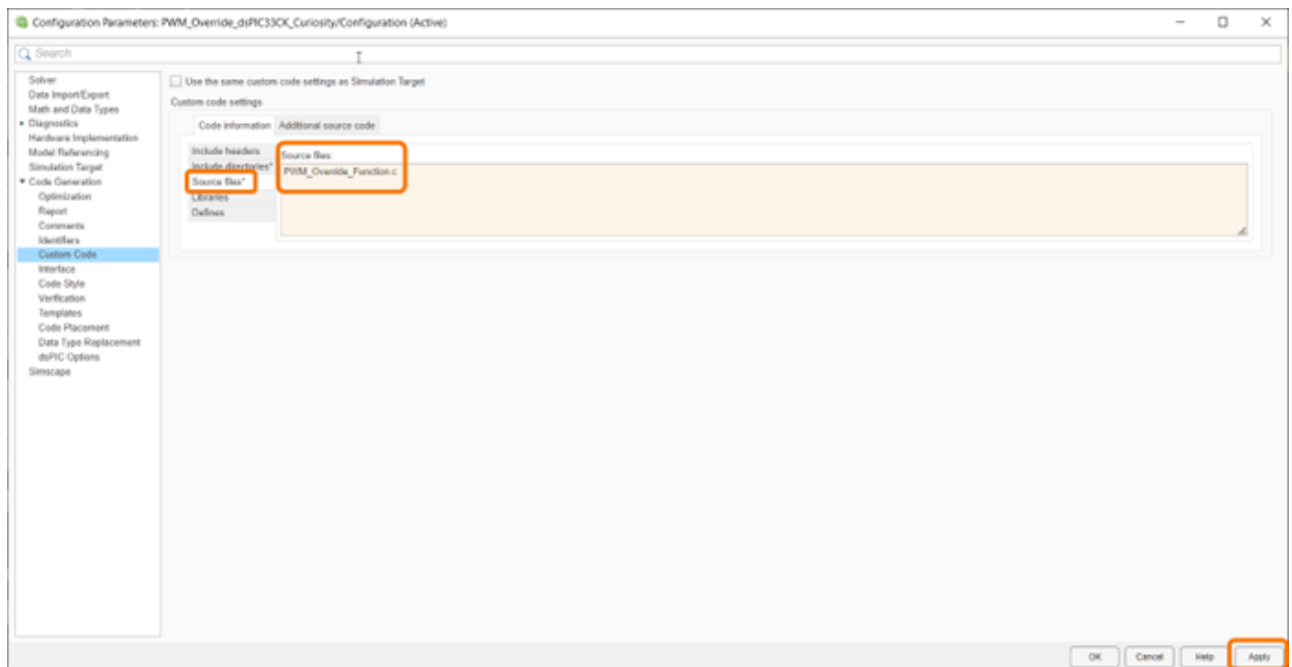 Configuration Parameters: PWM_Override_dsPIC33CK_Curiosity/Configuration (Active)
Search
Solver
Data Import/Export
Math and Data Types
Diagnostics
Hardware Implementation
Model Referencing
Simulation Target
Code Generation
Optimization
Report
Comments
Identifiers
Custom Code
Interface
Code Style
Verification
Templates
Code Placement
Data Type Replacement
dsPIC Options
Simscape
Use the same custom code settings as Simulation Target
Custom code settings
Code information Additional source code
Include headers
Include directories*
Source files*
Libraries
Defines
Source files:
PWM_Override_Function.c
OK Cancel Help Apply